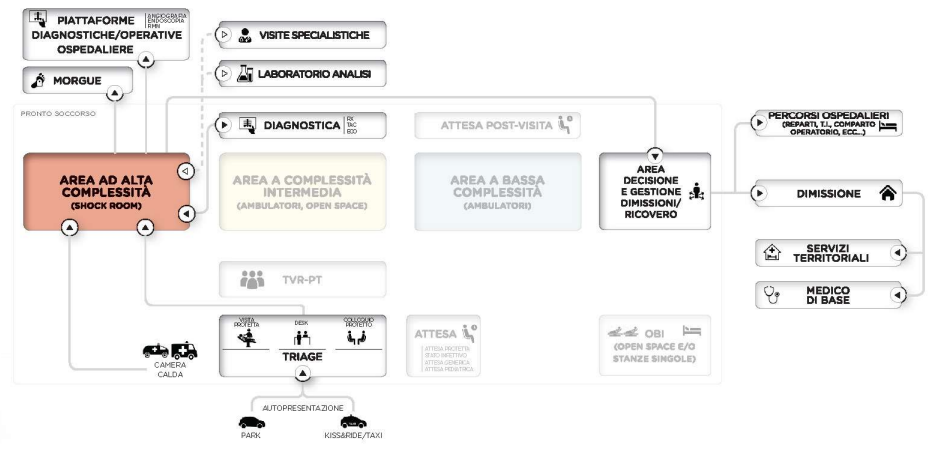 PIATTAFORME
DIAGNOSTICHE/OPERATIVE
OSPEDALIERE
ANGIOGRAFIA
ENDOSCOPIA
RMN
MORGUE
VISITE SPECIALISTICHE
LABORATORIO ANALISI
PRONTO SOCCORSO
DIAGNOSTICA
RX
TAC
ECO
ATTESA POST-VISITA
PERCORSI OSPEDALIERI
(REPARTI, T.I., COMPARTO
OPERATORIO, ECC...)
AREA AD ALTA
COMPLESSITÀ
(SHOCK ROOM)
AREA A COMPLESSITÀ
INTERMEDIA
(AMBULATORI, OPEN SPACE)
AREA A BASSA
COMPLESSITÀ
(AMBULATORI)
AREA
DECISIONE
E GESTIONE
DIMISSIONI/
RICOVERO
DIMISSIONE
SERVIZI
TERRITORIALI
MEDICO
DI BASE
TVR-PT
VISITA
PROTETTA
DESK
COLLOQUIO
PROTETTO
TRIAGE
ATTESA
ATTESA PROTETTA
STATO INFETTIVO
ATTESA GENERICA
ATTESA PEDIATRICA
OBI
(OPEN SPACE E/O
STANZE SINGOLE)
CAMERA
CALDA
AUTOPRESENTAZIONE
PARK
KISS&RIDE/TAXI